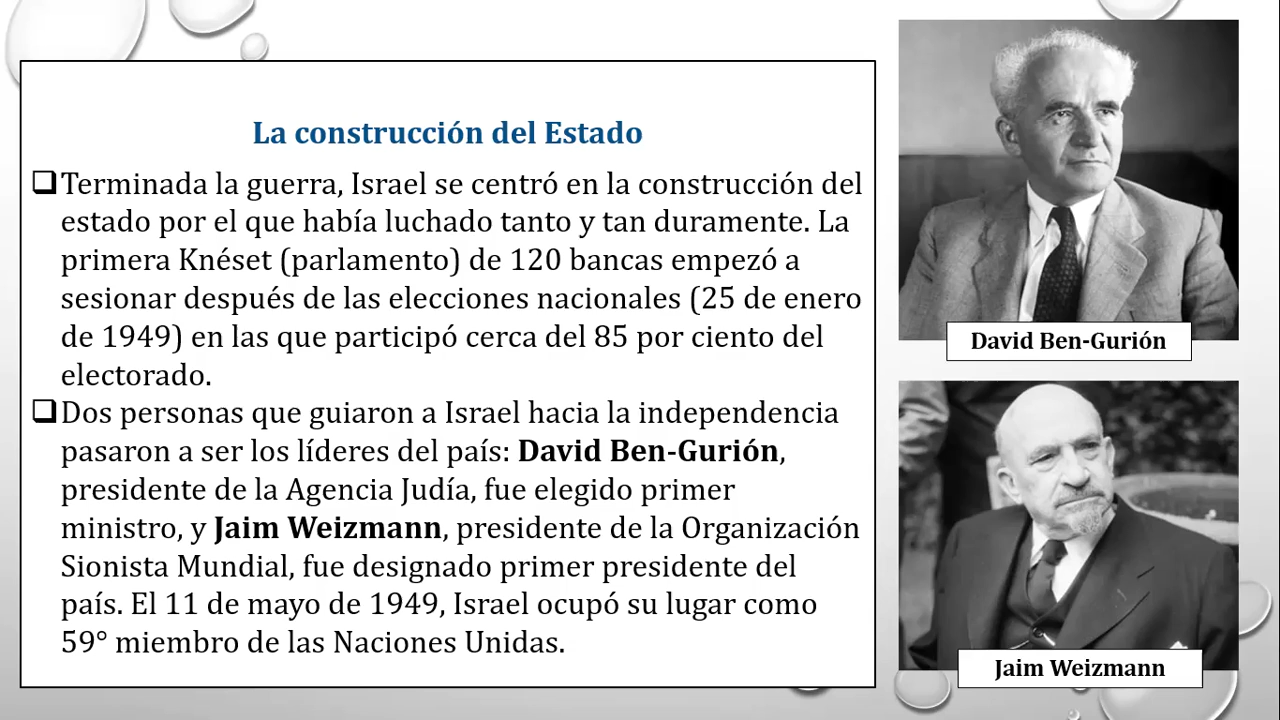 La construcción del Estado
❑Terminada la guerra, Israel se centró en la construcción del
estado por el que había luchado tanto y tan duramente. La
primera Knéset (parlamento) de 120 bancas empezó a
sesionar después de las elecciones nacionales (25 de enero
de 1949) en las que participó cerca del 85 por ciento del
electorado.
❑Dos personas que guiaron a Israel hacia la independencia
pasaron a ser los líderes del país: David Ben-Gurión,
presidente de la Agencia Judía, fue elegido primer
ministro, y Jaim Weizmann, presidente de la Organización
Sionista Mundial, fue designado primer presidente del
país. El 11 de mayo de 1949, Israel ocupó su lugar como
59° miembro de las Naciones Unidas.
David Ben-Gurión
Jaim Weizmann